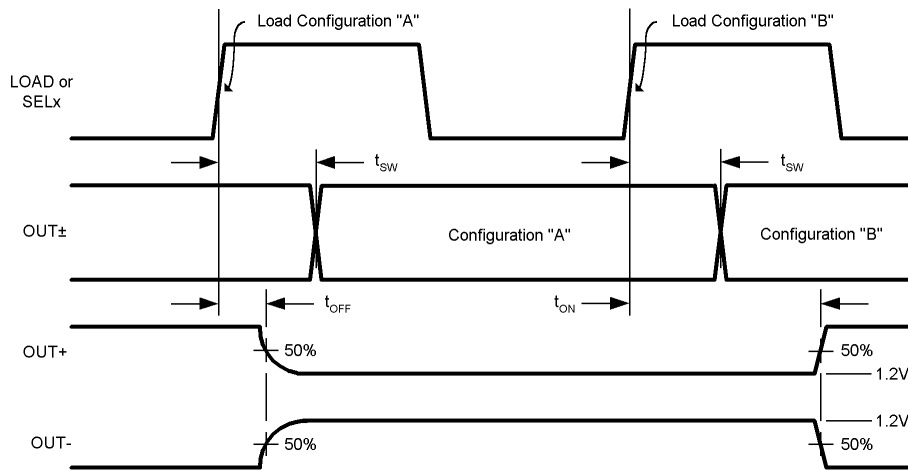 Load Configuration "A"
Load Configuration "B"
LOAD or
SELx
tSW
tSW
OUT±
Configuration "A"
Configuration "B"
tOFF
tON
OUT+
50%
50%
1.2V
1.2V
OUT-
50%
50%